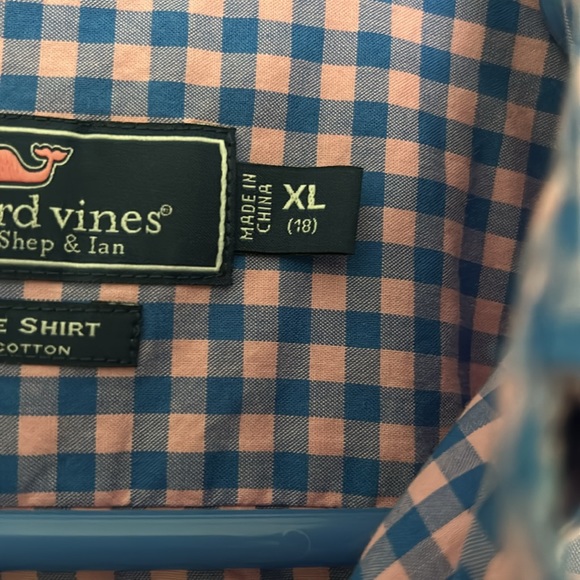 rd vines®
Shep & Ian
MADE IN
CHINA
XL
(18)
E SHIRT
COTTON